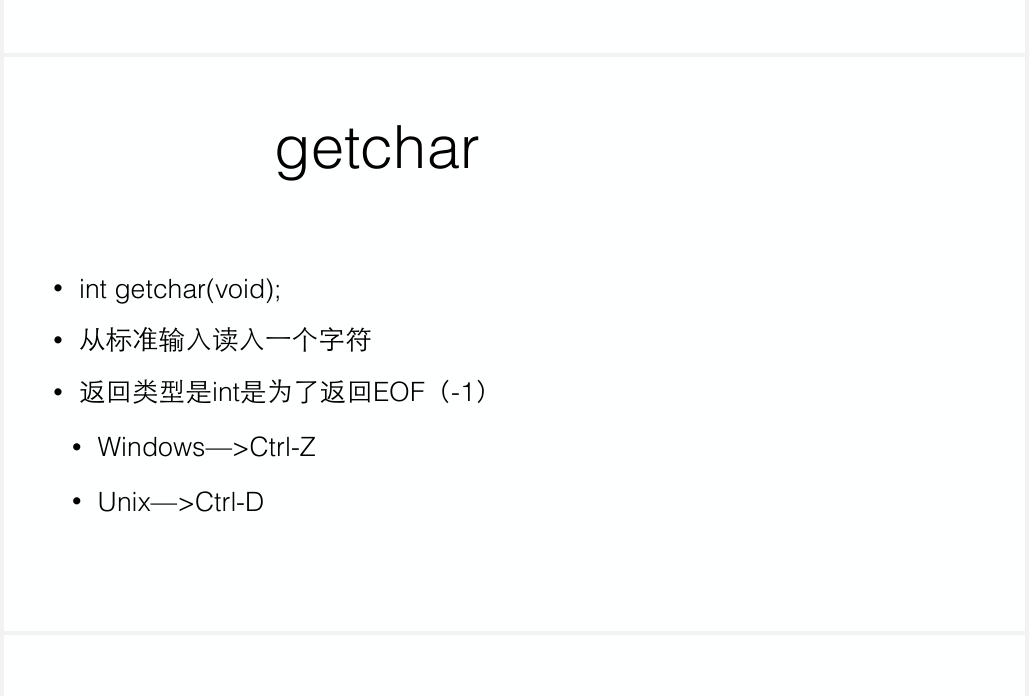 getchar
• int getchar(void);
• 从标准输入读入一个字符
• 返回类型是int是为了返回EOF（-1）
• Windows—>Ctrl-Z
• Unix—>Ctrl-D